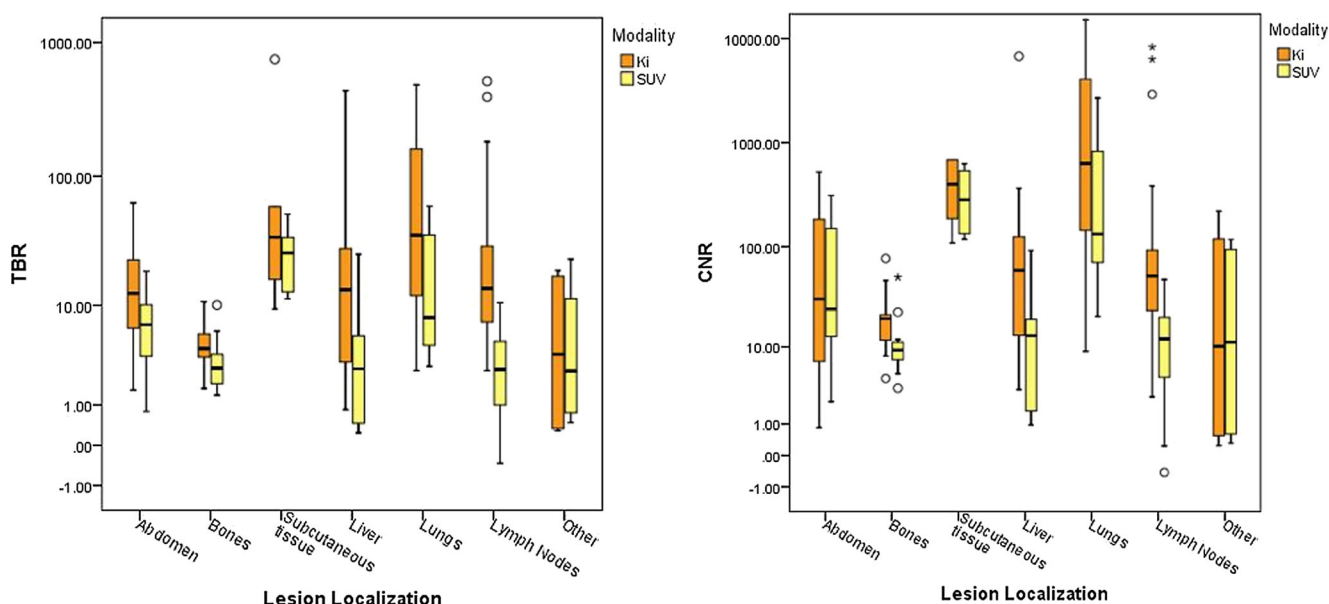 TBR
1000.00
100.00
10.00
1.00
.00
-1.00
Abdomen
Bones
Subcutaneous
tissue
Liver
Lungs
Lymph Nodes
Other
Lesion Localization
Modality
Ki
SUV
CNR
10000.00
1000.00
100.00
10.00
1.00
.00
-1.00
Abdomen
Bones
Subcutaneous
tissue
Liver
Lungs
Lymph Nodes
Other
Lesion Localization
Modality
Ki
SUV